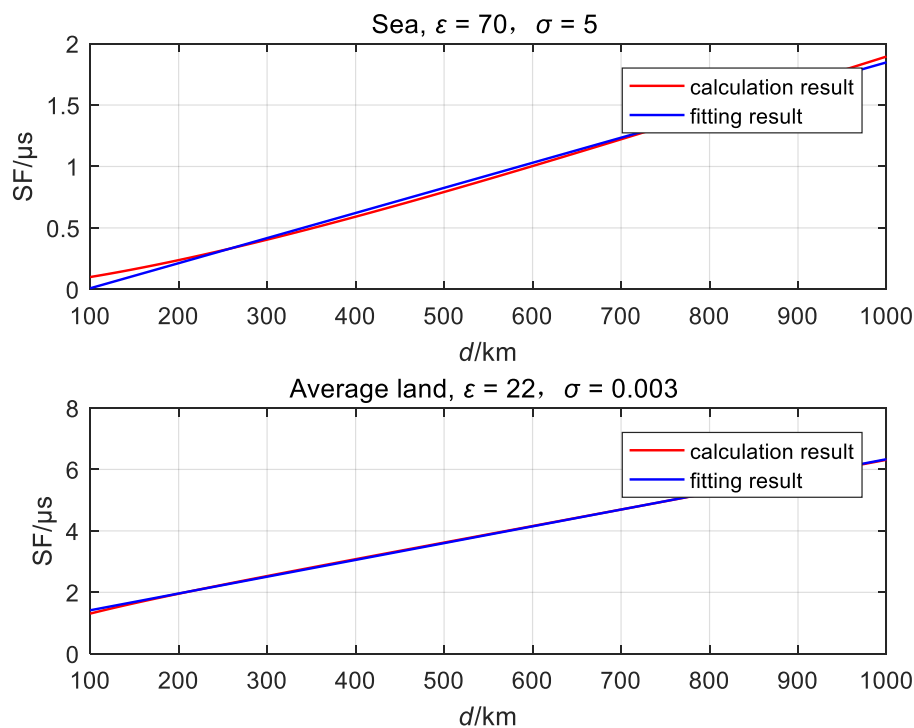 Sea, ε = 70， σ = 5
SF/μs
2
1.5
1
0.5
0
calculation result
fitting result
100 200 300 400 500 600 700 800 900 1000
d/km
Average land, ε = 22， σ = 0.003
SF/μs
8
6
4
2
0
calculation result
fitting result
100 200 300 400 500 600 700 800 900 1000
d/km